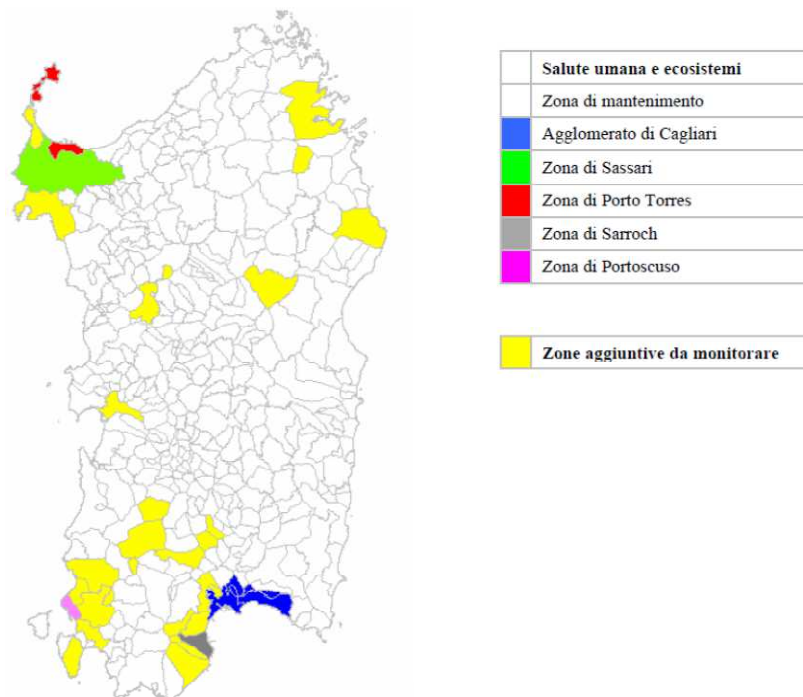 Salute umana e ecosistemi
Zona di mantenimento
Agglomerato di Cagliari
Zona di Sassari
Zona di Porto Torres
Zona di Sarroch
Zona di Portoscuso
Zone aggiuntive da monitorare